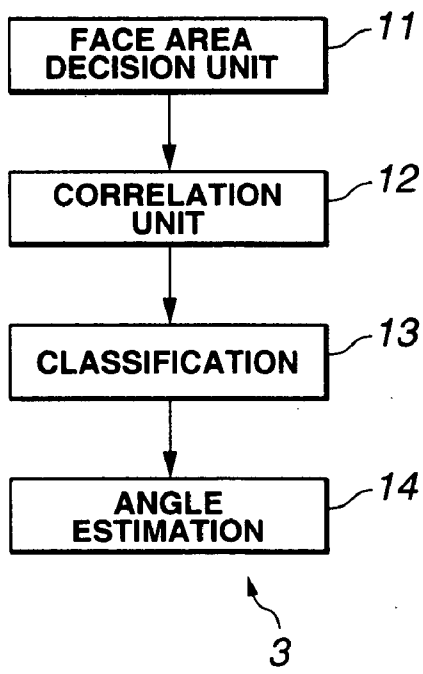 FACE AREA
DECISION UNIT
11
CORRELATION
UNIT
12
CLASSIFICATION
13
ANGLE
ESTIMATION
14
3